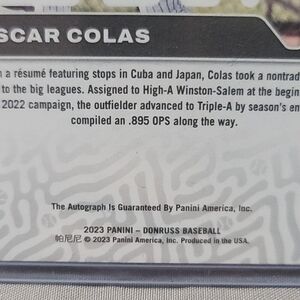 SCAR COLAS
a résumé featuring stops in Cuba and Japan, Colas took a nontrad
to the big leagues. Assigned to High-A Winston-Salem at the begin
2022 campaign, the outfielder advanced to Triple-A by season's en
compiled an .895 OPS along the way.
The Autograph Is Guaranteed By Panini America, Inc.
2023 PANINI – DONRUSS BASEBALL
帕尼尼 © 2023 Panini America, Inc. Produced in the USA.